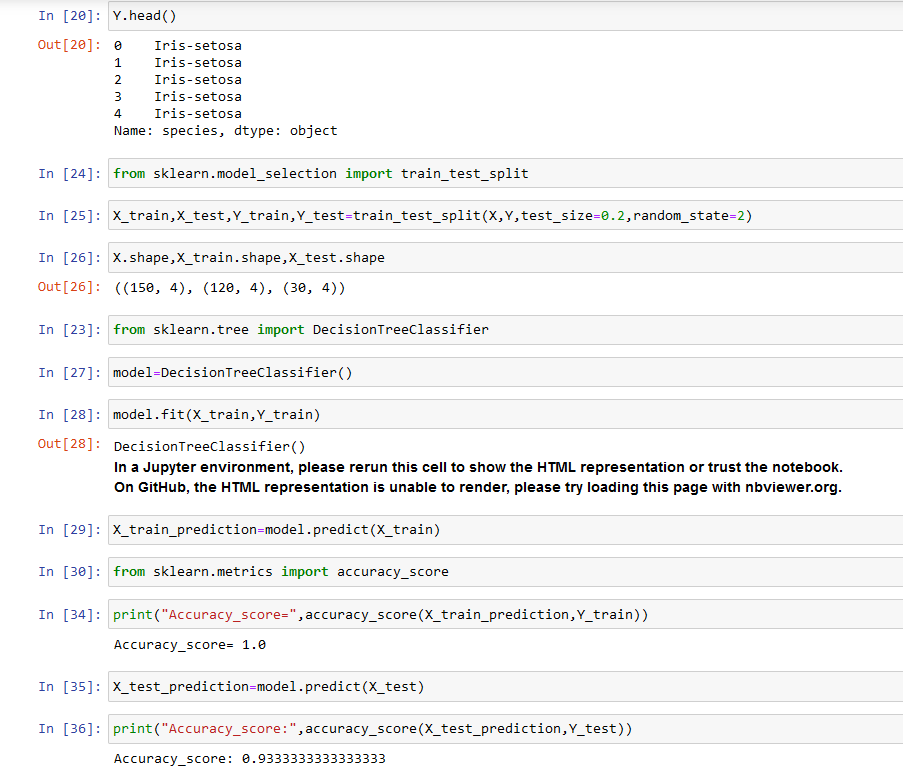 In [20]: Y.head()
Out[20]: 0    Iris-setosa
1    Iris-setosa
2    Iris-setosa
3    Iris-setosa
4    Iris-setosa
Name: species, dtype: object
In [24]: from sklearn.model_selection import train_test_split
In [25]: X_train,X_test,Y_train,Y_test=train_test_split(X,Y,test_size=0.2,random_state=2)
In [26]: X.shape,X_train.shape,X_test.shape
Out[26]: ((150, 4), (120, 4), (30, 4))
In [23]: from sklearn.tree import DecisionTreeClassifier
In [27]: model=DecisionTreeClassifier()
In [28]: model.fit(X_train,Y_train)
Out[28]: DecisionTreeClassifier()
In a Jupyter environment, please rerun this cell to show the HTML representation or trust the notebook.
On GitHub, the HTML representation is unable to render, please try loading this page with nbviewer.org.
In [29]: X_train_prediction=model.predict(X_train)
In [30]: from sklearn.metrics import accuracy_score
In [34]: print("Accuracy_score=",accuracy_score(X_train_prediction,Y_train))
Accuracy_score= 1.0
In [35]: X_test_prediction=model.predict(X_test)
In [36]: print("Accuracy_score:",accuracy_score(X_test_prediction,Y_test))
Accuracy_score: 0.9333333333333333